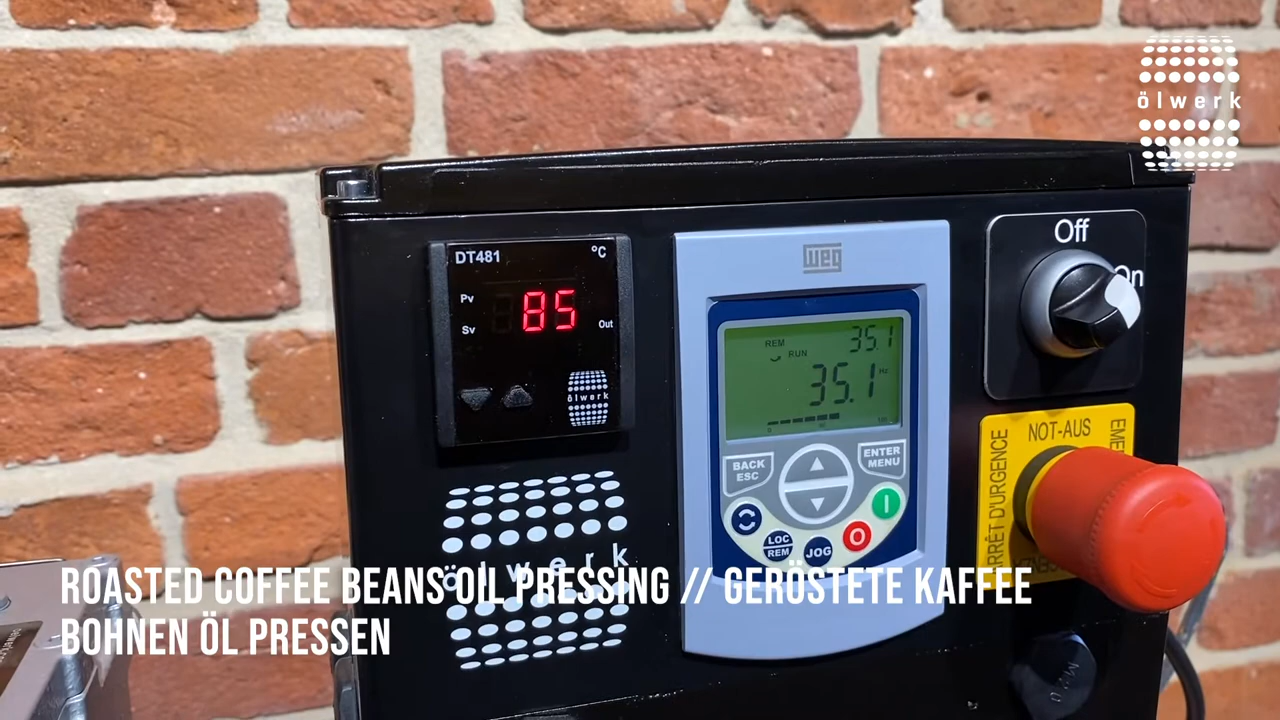 ölwerk
Off
On
DT481
°C
Pv
85
Sv
Out
ölwerk
weg
REM
35.1
RUN
35.1
Hz
BACK
ESC
ENTER
MENU
LOC
REM
JOG
NOT-AUS
ARRÊT D'URGENCE
ölwerk
ROASTED COFFEE BEANS OIL PRESSING // GERÖSTETE KAFFEE
BOHNEN ÖL PRESSEN